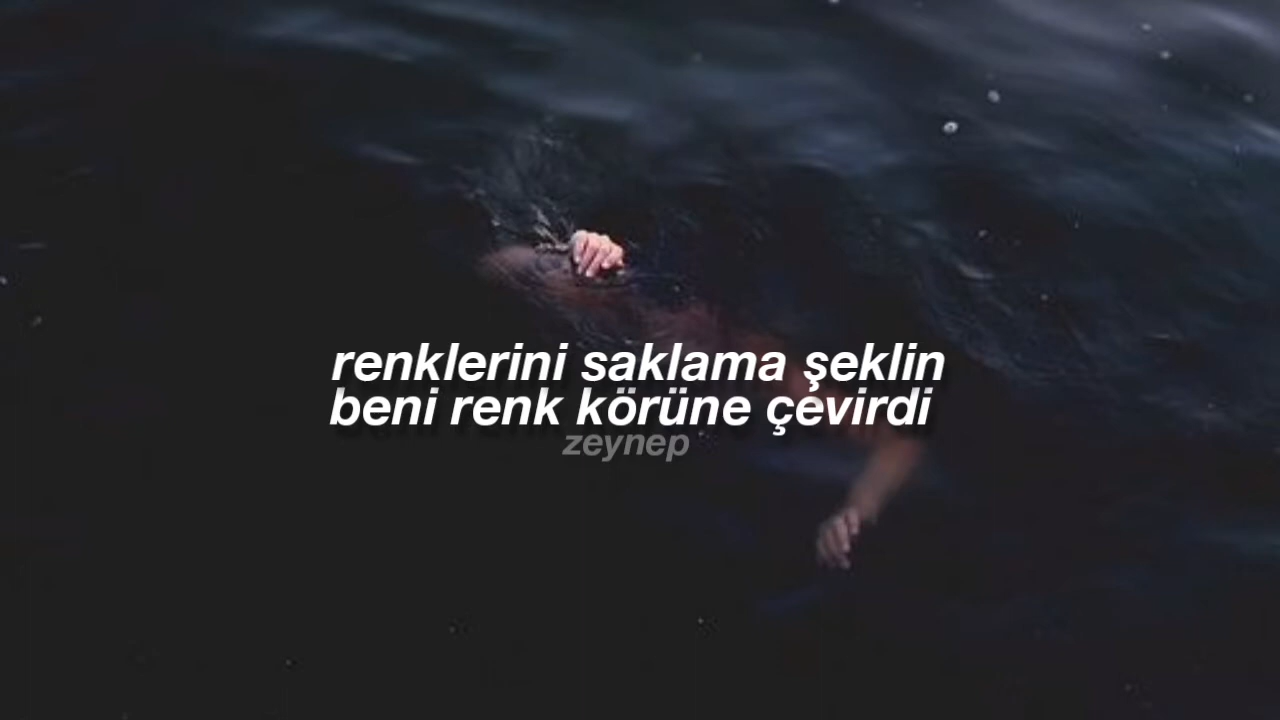 renklerini saklama şeklin
beni renk körüne çevirdi
zeynep